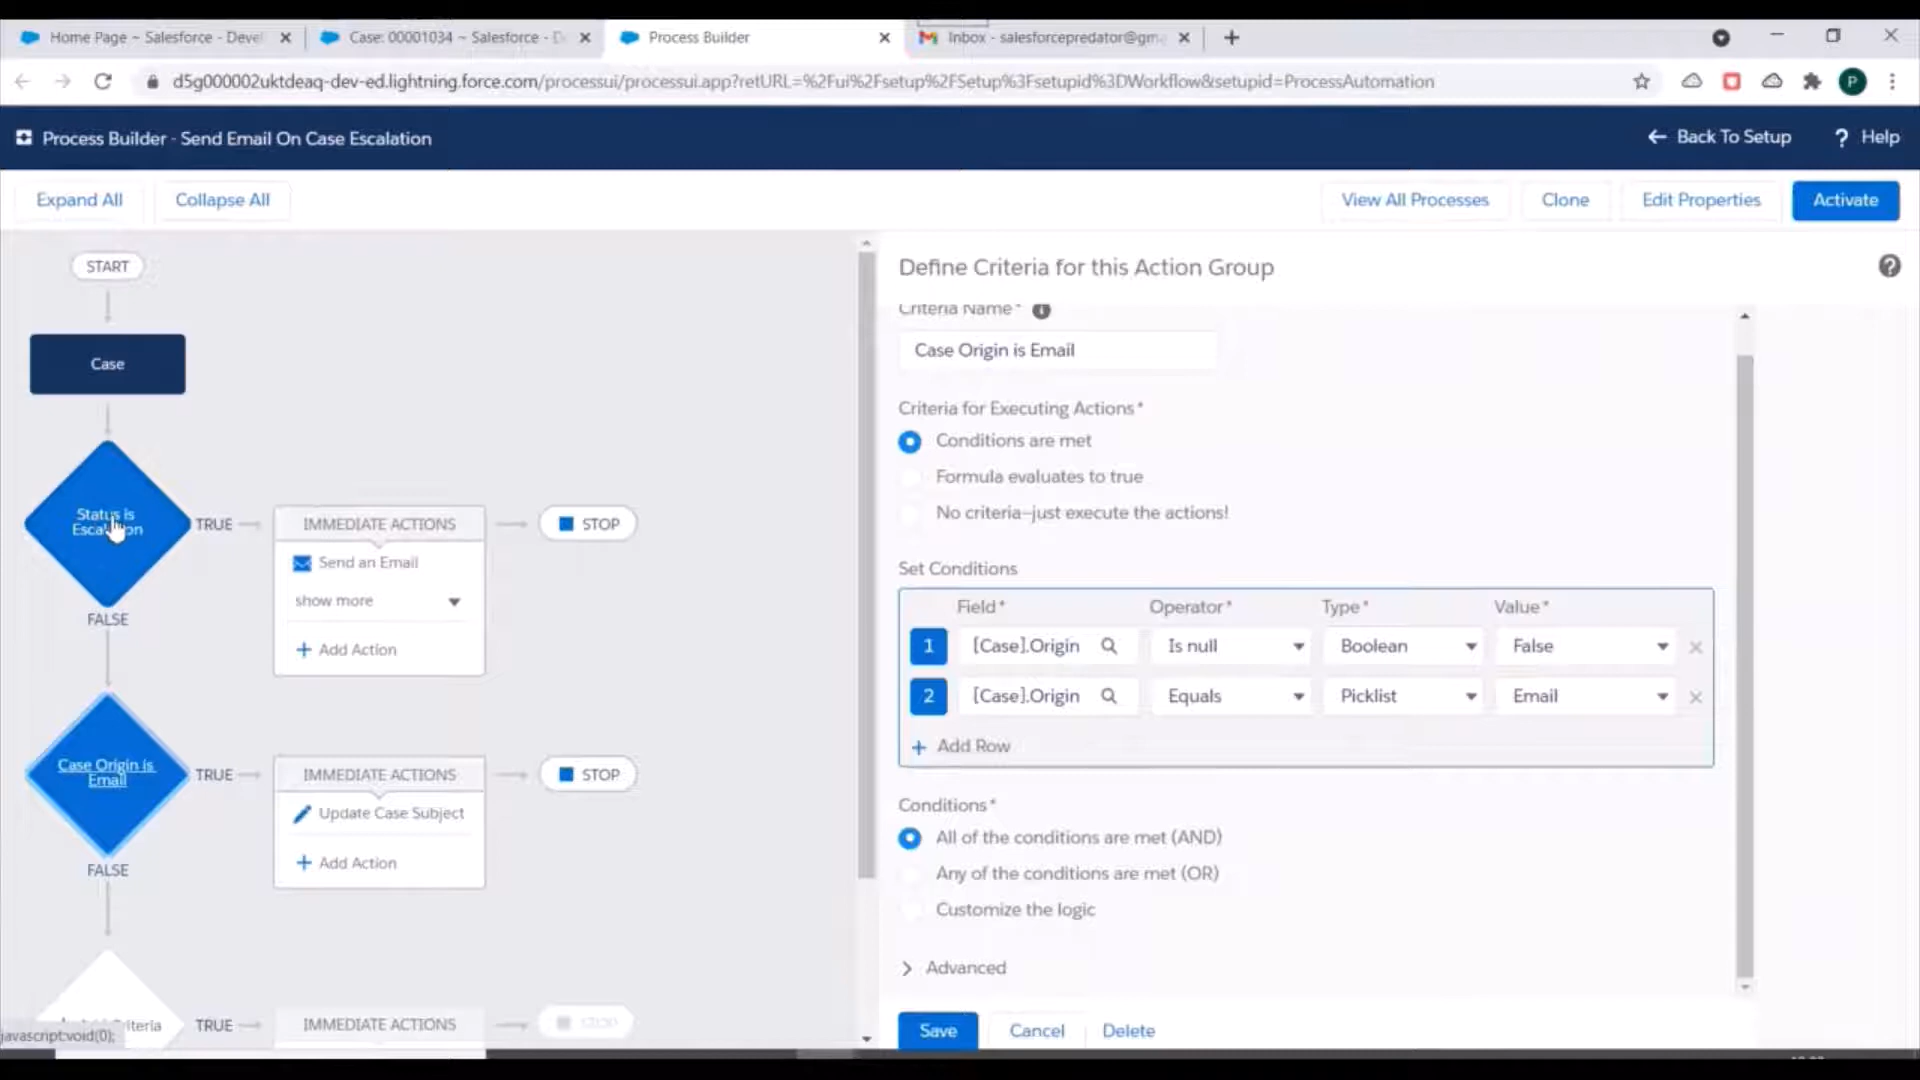 Home Page ~ Salesforce - Devel
Case: 00001034 ~ Salesforce - D
Process Builder
Inbox - salesforcepredator@gm
d5g000002uktdeaq-dev-ed.lightning.force.com/processui/processui.app?retURL=%2Fui%2Fsetup%2FSetup%3Fsetupid%3DWorkflow&setupid=ProcessAutomation
P
Process Builder - Send Email On Case Escalation
Back To Setup
? Help
Expand All
Collapse All
View All Processes
Clone
Edit Properties
Activate
START
Case
Status is
Escalation
TRUE
IMMEDIATE ACTIONS
STOP
Send an Email
show more
+ Add Action
FALSE
Case Origin is
Email
TRUE
IMMEDIATE ACTIONS
STOP
Update Case Subject
+ Add Action
FALSE
TRUE
IMMEDIATE ACTIONS
STOP
javascript:void(0);
Define Criteria for this Action Group
Criteria Name*
Case Origin is Email
Criteria for Executing Actions*
Conditions are met
Formula evaluates to true
No criteria–just execute the actions!
Set Conditions
Field* Operator* Type* Value*
1 [Case].Origin Is null Boolean False
2 [Case].Origin Equals Picklist Email
+ Add Row
Conditions*
All of the conditions are met (AND)
Any of the conditions are met (OR)
Customize the logic
Advanced
Save
Cancel
Delete